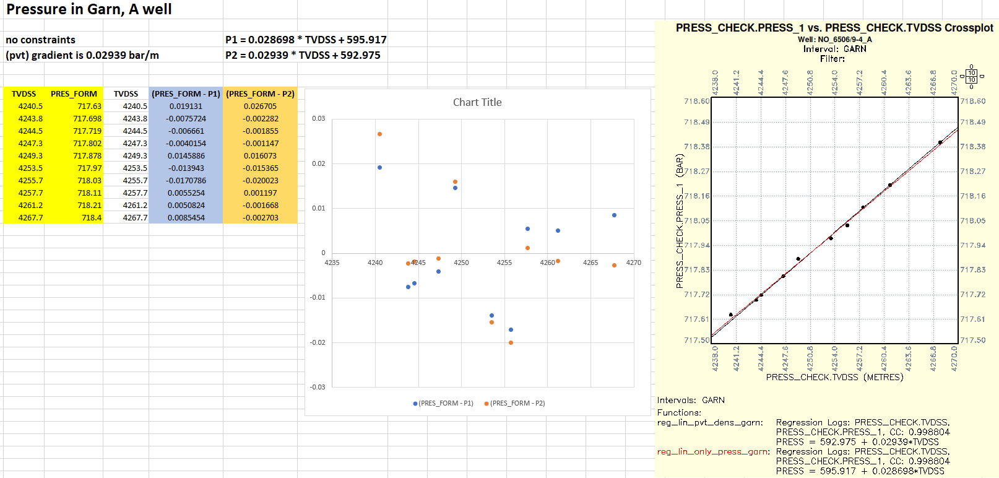 Pressure in Garn, A well
no constraints P1 = 0.028698 * TVDSS + 595.917
(pvt) gradient is 0.02939 bar/m P2 = 0.02939 * TVDSS + 592.975
TVDSS PRES_FORM TVDSS (PRES_FORM - P1) (PRES_FORM - P2)
4240.5 717.63 4240.5 0.019131 0.026705
4243.8 717.698 4243.8 -0.0075724 -0.002282
4244.5 717.719 4244.5 -0.006661 -0.001855
4247.3 717.802 4247.3 -0.0040154 -0.001147
4249.3 717.878 4249.3 0.0145886 0.016073
4253.5 717.97 4253.5 -0.013943 -0.015365
4255.7 718.03 4255.7 -0.0170786 -0.020023
4257.7 718.11 4257.7 0.0055254 0.001197
4261.2 718.21 4261.2 0.0050824 -0.001668
4267.7 718.4 4267.7 0.0085454 -0.002703
Chart Title
0.03
0.02
0.01
0
4235 4240 4245 4250 4255 4260 4265 4270
-0.01
-0.02
-0.03
(PRES_FORM - P1) (PRES_FORM - P2)
PRESS_CHECK.PRESS_1 vs. PRESS_CHECK.TVDSS Crossplot
Well: NO_6506/9-4_A
Interval: GARN
Filter:
0
0 10 0
10
0
4238.0 4241.2 4244.4 4247.6 4250.8 4254.0 4257.2 4260.4 4263.6 4266.8 4270.0
718.60 718.60
718.49 718.49
718.38 718.38
718.27 718.27
718.16 718.16
718.05 718.05
717.94 717.94
717.83 717.83
717.72 717.72
717.61 717.61
717.50 717.50
PRESS_CHECK.PRESS_1 (BAR)
4238.0 4241.2 4244.4 4247.6 4250.8 4254.0 4257.2 4260.4 4263.6 4266.8 4270.0
PRESS_CHECK.TVDSS (METRES)
Intervals: GARN
Functions:
reg_lin_pvt_dens_garn: Regression Logs: PRESS_CHECK.TVDSS,
PRESS_CHECK.PRESS_1, CC: 0.998804
PRESS = 592.975 + 0.02939*TVDSS
reg_lin_only_press_garn: Regression Logs: PRESS_CHECK.TVDSS,
PRESS_CHECK.PRESS_1, CC: 0.998804
PRESS = 595.917 + 0.028698*TVDSS